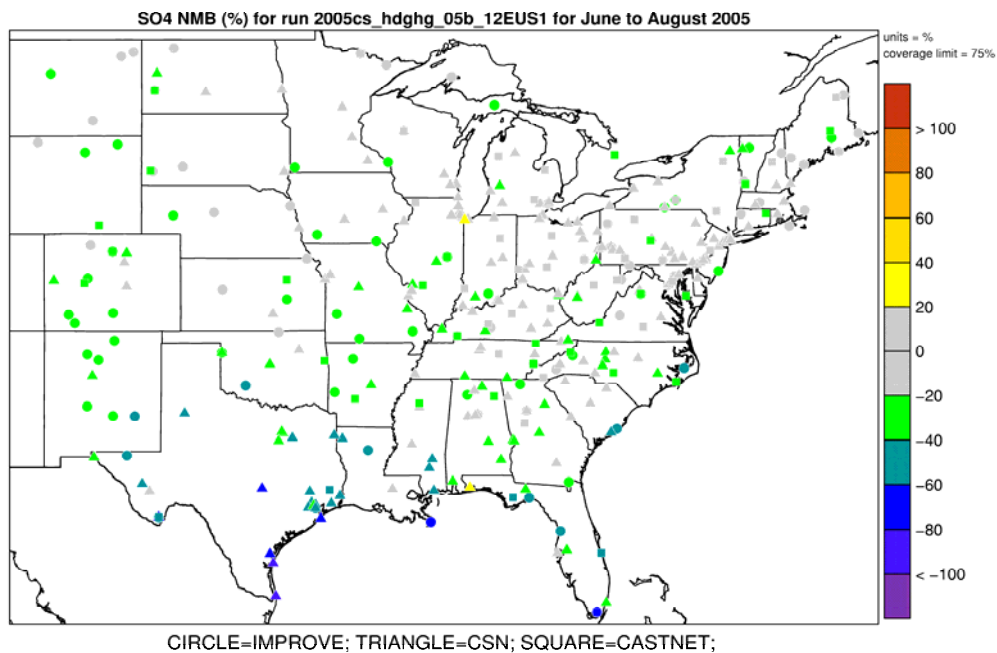 SO4 NMB (%) for run 2005cs_hdghg_05b_12EUS1 for June to August 2005
units = %
coverage limit = 75%
> 100
80
60
40
20
0
−20
−40
−60
−80
< −100
CIRCLE=IMPROVE; TRIANGLE=CSN; SQUARE=CASTNET;